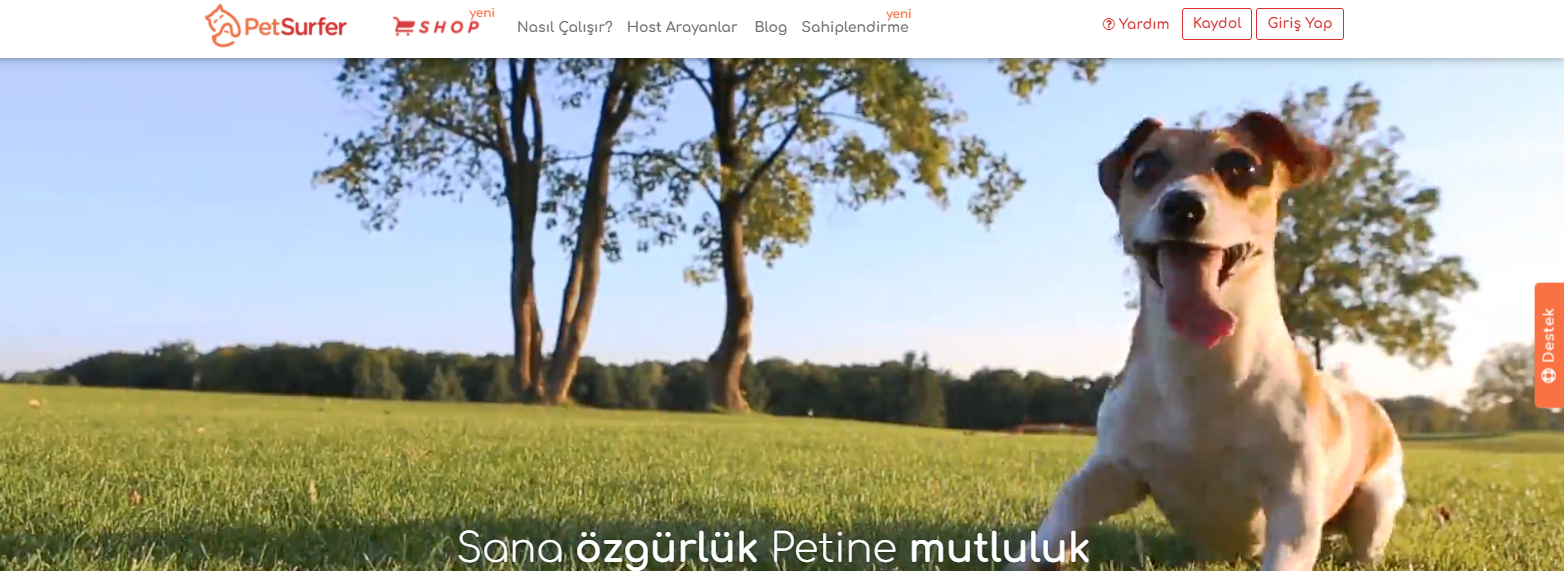 PetSurfer
SHOP yeni
Nasıl Çalışır?
Host Arayanlar
Blog
Sahiplendirme yeni
Yardım
Kaydol
Giriş Yap
Destek
Sana özgürlük Petine mutluluk